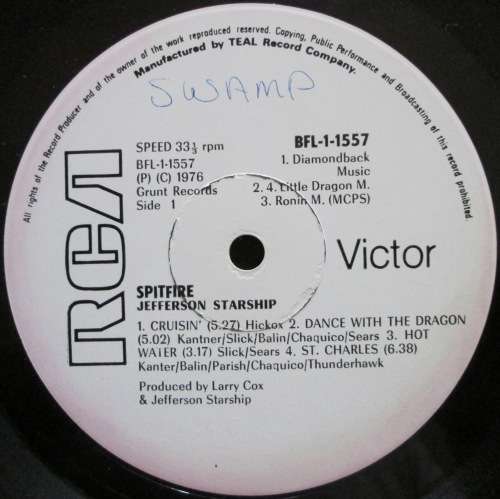 All rights of the Record Producer and of the owner of the work reproduced reserved. Copying, Public Performance and Broadcasting of this record prohibited.
Manufactured by TEAL Record Company.
SWAMP
RCA
SPEED 33⅓ rpm
BFL-1-1557
(P) (C) 1976
Grunt Records
Side 1
BFL-1-1557
1. Diamondback
Music
2. 4. Little Dragon M.
3. Ronin M. (MCPS)
Victor
SPITFIRE
JEFFERSON STARSHIP
1. CRUISIN' (5.27) Hickox 2. DANCE WITH THE DRAGON
(5.02) Kantner/Slick/Balin/Chaquico/Sears 3. HOT
WATER (3.17) Slick/Sears 4. ST. CHARLES (6.38)
Kanter/Balin/Parish/Chaquico/Thunderhawk
Produced by Larry Cox
& Jefferson Starship